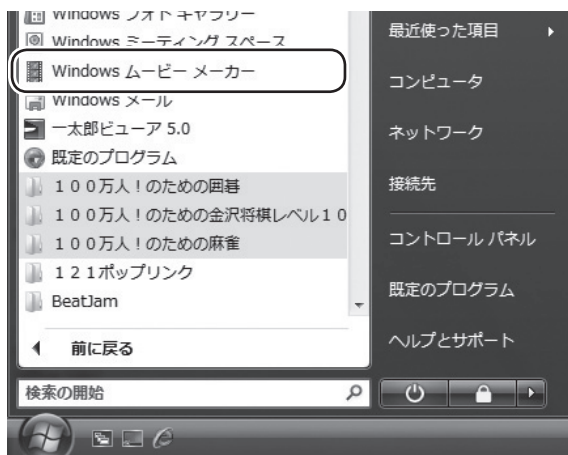 Windows フォト ギャラリー
Windows ミーティング スペース
Windows ムービー メーカー
Windows メール
一太郎ビューア 5.0
既定のプログラム
100万人!のための囲碁
100万人!のための金沢将棋レベル10
100万人!のための麻雀
121ポップリンク
BeatJam
前に戻る
検索の開始
最近使った項目
コンピュータ
ネットワーク
接続先
コントロール パネル
既定のプログラム
ヘルプとサポート